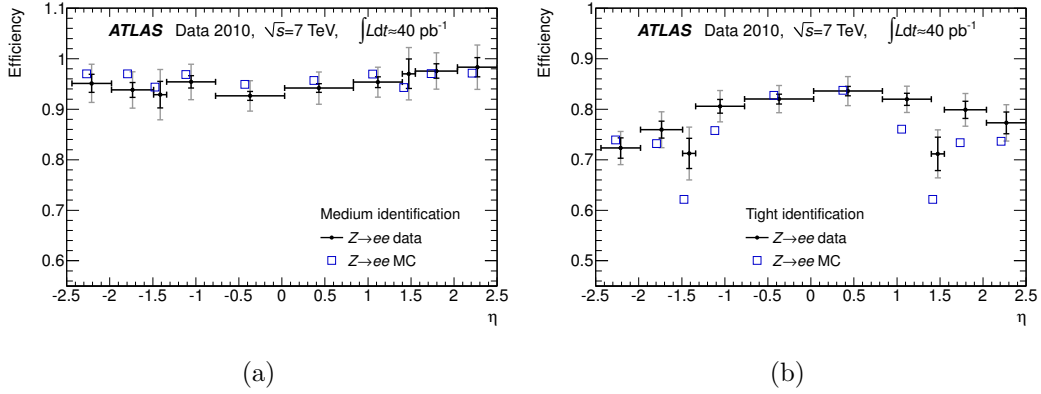 ATLAS Data 2010, √s=7 TeV, ∫Ldt≈40 pb⁻¹
Efficiency
1.1
1
0.9
0.8
0.7
0.6
Medium identification
Z→ee data
Z→ee MC
-2.5 -2 -1.5 -1 -0.5 0 0.5 1 1.5 2 2.5
η
(a)
ATLAS Data 2010, √s=7 TeV, ∫Ldt≈40 pb⁻¹
Efficiency
1
0.9
0.8
0.7
0.6
0.5
Tight identification
Z→ee data
Z→ee MC
-2.5 -2 -1.5 -1 -0.5 0 0.5 1 1.5 2 2.5
η
(b)